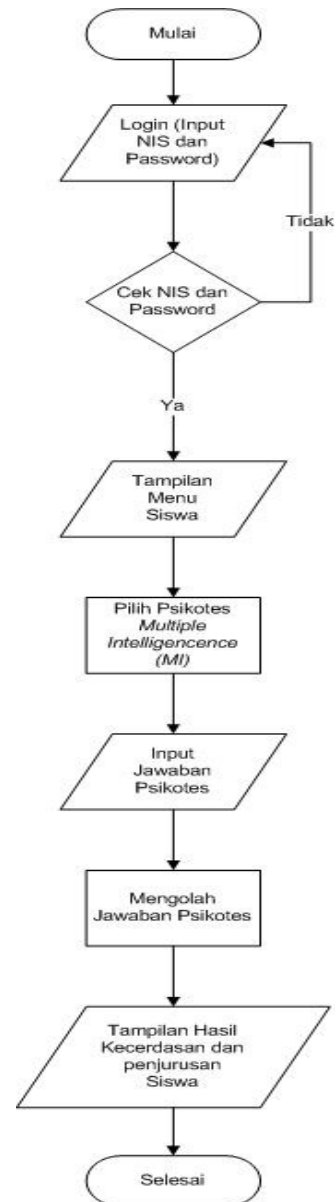 Mulai
Login (Input
NIS dan
Password)
Tidak
Cek NIS dan
Password
Ya
Tampilan
Menu
Siswa
Pilih Psikotes
Multiple
Intelligencence
(MI)
Input
Jawaban
Psikotes
Mengolah
Jawaban Psikotes
Tampilan Hasil
Kecerdasan dan
penjurusan
Siswa
Selesai